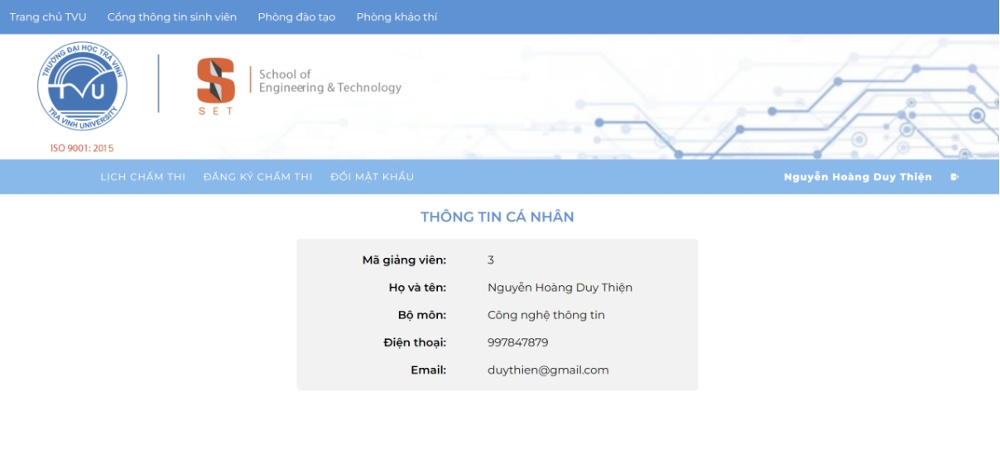 Trang chủ TVU Cổng thông tin sinh viên Phòng đào tạo Phòng khảo thí
TRƯỜNG ĐẠI HỌC TRÀ VINH
TVU
TRA VINH UNIVERSITY
ISO 9001: 2015
SET
School of
Engineering & Technology
LỊCH CHẤM THI ĐĂNG KÝ CHẤM THI ĐỔI MẬT KHẨU Nguyễn Hoàng Duy Thiện
THÔNG TIN CÁ NHÂN
Mã giảng viên: 3
Họ và tên: Nguyễn Hoàng Duy Thiện
Bộ môn: Công nghệ thông tin
Điện thoại: 997847879
Email: duythien@gmail.com